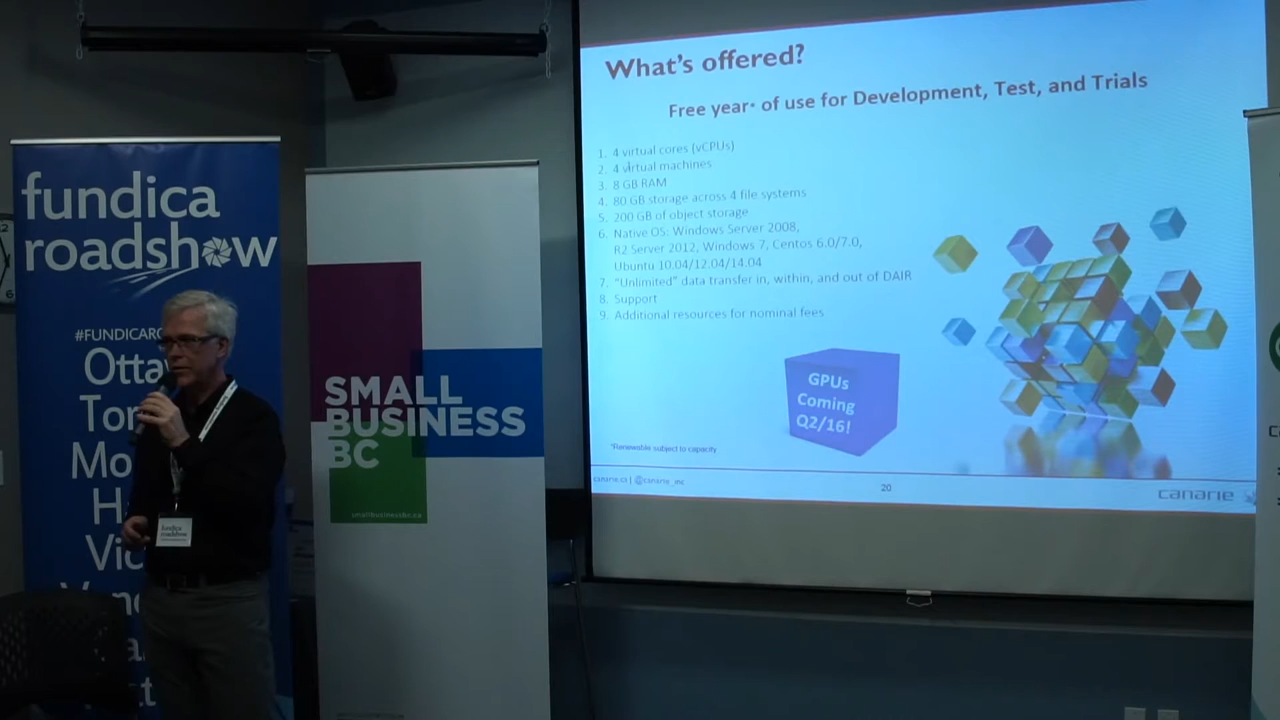 fundica
roadshow
#FUNDICARO
Otta
Tor
Mo
H
Vic
SMALL
BUSINESS
BC
smallbusinessbc.ca
fundica
roadshow
What's offered?
Free year* of use for Development, Test, and Trials
1. 4 virtual cores (vCPUs)
2. 4 virtual machines
3. 8 GB RAM
4. 80 GB storage across 4 file systems
5. 200 GB of object storage
6. Native OS: Windows Server 2008,
R2 Server 2012, Windows 7, Centos 6.0/7.0,
Ubuntu 10.04/12.04/14.04
7. "Unlimited" data transfer in, within, and out of DAIR
8. Support
9. Additional resources for nominal fees
GPUs
Coming
Q2/16!
*Renewable subject to capacity
canarie.ca | @canarie_inc
20
canarie